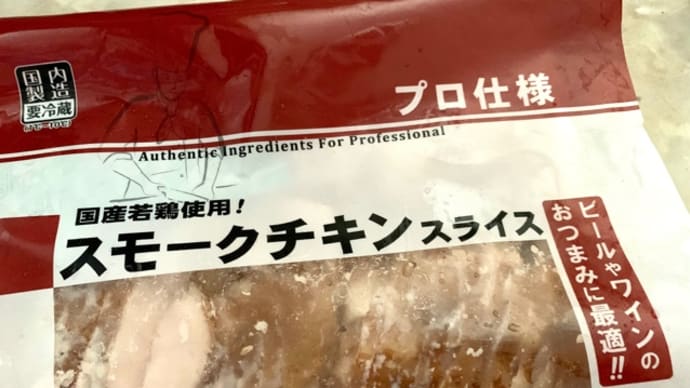 国内
製造
要冷蔵
(0℃~10℃)
プロ仕様
Authentic Ingredients For Professional
国産若鶏使用!
スモークチキンスライス
ビールやワインの
おつまみに最適!!